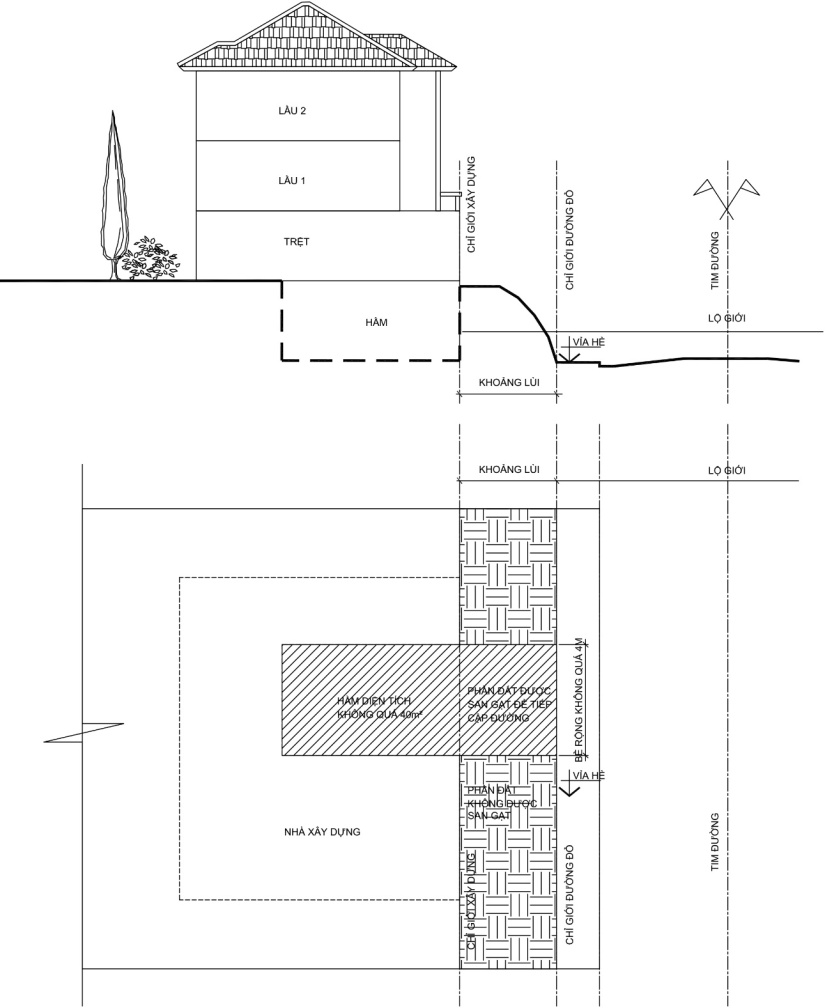 LẦU 2
LẦU 1
TRỆT
HẦM
CHỈ GIỚI XÂY DỰNG
CHỈ GIỚI ĐƯỜNG ĐỎ
TIM ĐƯỜNG
LỘ GIỚI
VỈA HÈ
KHOẢNG LÙI
KHOẢNG LÙI
LỘ GIỚI
HẦM DIỆN TÍCH
KHÔNG QUÁ 40m²
PHẦN ĐẤT ĐƯỢC
SAN GẠT ĐỂ TIẾP
CẬP ĐƯỜNG
BỀ RỘNG KHÔNG QUÁ 4M
VỈA HÈ
PHẦN ĐẤT
KHÔNG ĐƯỢC
SAN GẠT
NHÀ XÂY DỰNG
CHỈ GIỚI XÂY DỰNG
CHỈ GIỚI ĐƯỜNG ĐỎ
TIM ĐƯỜNG